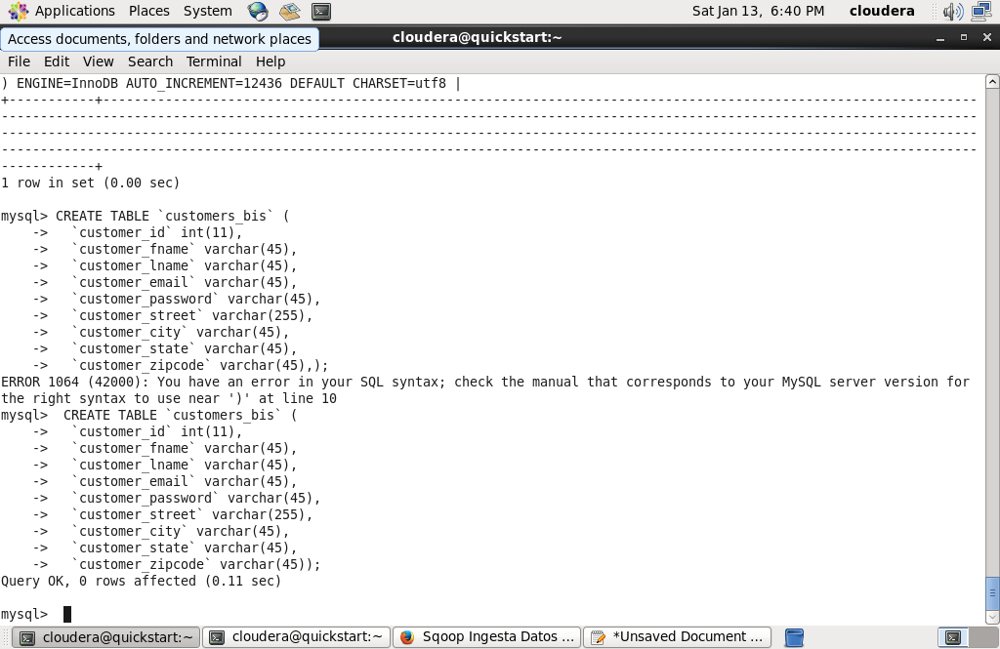 Applications Places System Sat Jan 13, 6:40 PM cloudera
Access documents, folders and network places
cloudera@quickstart:~
File Edit View Search Terminal Help
) ENGINE=InnoDB AUTO_INCREMENT=12436 DEFAULT CHARSET=utf8 |
+-----------+----------------------------------------------------------------------------------------------------------------
-----------------------------------------------------------------------------------------------------------------------------
-----------------------------------------------------------------------------------------------------------------------------
-----------------------------------------------------------------------------------------------------------------------------
------------+
1 row in set (0.00 sec)
mysql> CREATE TABLE `customers_bis` (
    ->   `customer_id` int(11),
    ->   `customer_fname` varchar(45),
    ->   `customer_lname` varchar(45),
    ->   `customer_email` varchar(45),
    ->   `customer_password` varchar(45),
    ->   `customer_street` varchar(255),
    ->   `customer_city` varchar(45),
    ->   `customer_state` varchar(45),
    ->   `customer_zipcode` varchar(45),);
ERROR 1064 (42000): You have an error in your SQL syntax; check the manual that corresponds to your MySQL server version for
the right syntax to use near ')' at line 10
mysql>  CREATE TABLE `customers_bis` (
    ->   `customer_id` int(11),
    ->   `customer_fname` varchar(45),
    ->   `customer_lname` varchar(45),
    ->   `customer_email` varchar(45),
    ->   `customer_password` varchar(45),
    ->   `customer_street` varchar(255),
    ->   `customer_city` varchar(45),
    ->   `customer_state` varchar(45),
    ->   `customer_zipcode` varchar(45));
Query OK, 0 rows affected (0.11 sec)
mysql>
cloudera@quickstart:~ cloudera@quickstart:~ Sqoop Ingesta Datos ... *Unsaved Document ...